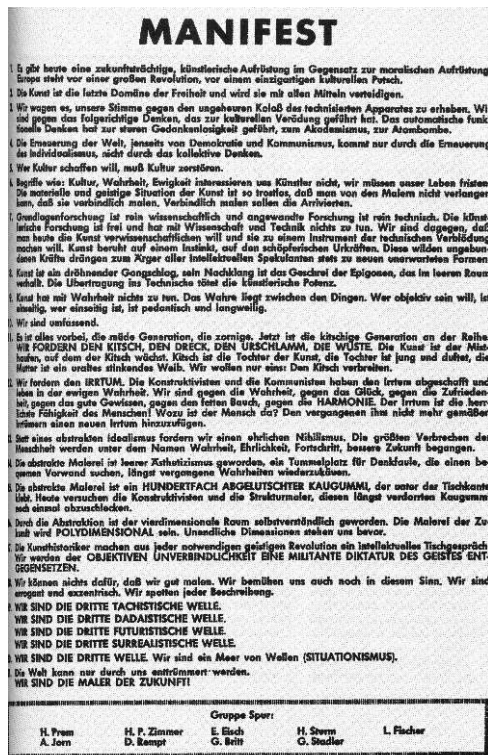 MANIFEST
1. Es gibt heute eine zukunftsträchtige, künstlerische Aufrüstung im Gegensatz zur moralischen Aufrüstung.
Europa steht vor einer großen Revolution, vor einem einzigartigen kulturellen Putsch.
2. Die Kunst ist die letzte Domäne der Freiheit und wird sie mit allen Mitteln verteidigen.
3. Wir wagen es, unsere Stimme gegen den ungeheuren Koloß des technisierten Apparates zu erheben. Wi
sind gegen das folgerichtige Denken, das zur kulturellen Verödung geführt hat. Das automatische funk
tionelle Denken hat zur sturen Gedankenlosigkeit geführt, zum Akademismus, zur Atombombe.
4. Die Erneuerung der Welt, jenseits von Demokratie und Kommunismus, kommt nur durch die Erneuerung
des Individualismus, nicht durch das kollektive Denken.
5. Wer Kultur schaffen will, muß Kultur zerstören.
6. Begriffe wie: Kultur, Wahrheit, Ewigkeit interessieren uns Künstler nicht, wir müssen unser Leben fristen
Die materielle und geistige Situation der Kunst ist so trostlos, daß man von den Malern nicht verlangen
kann, daß sie verbindlich malen. Verbindlich malen sollen die Arrivierten.
7. Grundlagenforschung ist rein wissenschaftlich und angewandte Forschung ist rein technisch. Die künst
lerische Forschung ist frei und hat mit Wissenschaft und Technik nichts zu tun. Wir sind dagegen, daß
man heute die Kunst verwissenschaftlichen will und sie zu einem Instrument der technischen Verblödung
machen will. Kunst beruht auf einem Instinkt, auf den schöpferischen Urkräften. Diese wilden ungebun
denen Kräfte drängen zum Ärger aller intellektuellen Spekulanten stets zu neuen unerwarteten Formen
8. Kunst ist ein dröhnender Gongschlag, sein Nachklang ist das Geschrei der Epigonen, das im leeren Raum
verhallt. Die Übertragung ins Technische tötet die künstlerische Potenz.
9. Kunst hat mit Wahrheit nichts zu tun. Das Wahre liegt zwischen den Dingen. Wer objektiv sein will, ist
einseitig, wer einseitig ist, ist pedantisch und langweilig.
10. Wir sind umfassend.
11. Es ist alles vorbei, die müde Generation, die zornige. Jetzt ist die kitschige Generation an der Reihe
WIR FORDERN DEN KITSCH, DEN DRECK, DEN URSCHLAMM, DIE WÜSTE. Die Kunst ist der Mist-
haufen, auf dem der Kitsch wächst. Kitsch ist die Tochter der Kunst, die Tochter ist jung und duftet, die
Mutter ist ein uraltes stinkendes Weib. Wir wollen nur eins: Den Kitsch verbreiten.
12. Wir fordern den IRRTUM. Die Konstruktivisten und die Kommunisten haben den Irrtum abgeschafft und
leben in der ewigen Wahrheit. Wir sind gegen die Wahrheit, gegen das Glück, gegen die Zufrieden-
heit, gegen das gute Gewissen, gegen den fetten Bauch, gegen die HARMONIE. Der Irrtum ist die herr-
lichste Fähigkeit des Menschen! Wozu ist der Mensch da? Den vergangenen ihm nicht mehr gemäßen
Irrtümern einen neuen Irrtum hinzuzufügen.
13. Statt eines abstrakten Idealismus fordern wir einen ehrlichen Nihilismus. Die größten Verbrechen der
Menschheit werden unter dem Namen Wahrheit, Ehrlichkeit, Fortschritt, bessere Zukunft begangen.
14. Die abstrakte Malerei ist leerer Ästhetizismus geworden, ein Tummelplatz für Denkfaule, die einen be-
quemen Vorwand suchen, längst vergangene Wahrheiten wiederzukäuen.
15. Die abstrakte Malerei ist ein HUNDERTFACH ABGELUTSCHTER KAUGUMMI, der unter der Tischkante
klebt. Heute versuchen die Konstruktivisten und die Strukturmaler, diesen längst verdorrten Kaugummi
noch einmal abzuschlecken.
16. Durch die Abstraktion ist der vierdimensionale Raum selbstverständlich geworden. Die Malerei der Zu-
kunft wird POLYDIMENSIONAL sein. Unendliche Dimensionen stehen uns bevor.
17. Die Kunsthistoriker machen aus jeder notwendigen geistigen Revolution ein intellektuelles Tischgespräch
Wir werden der OBJEKTIVEN UNVERBINDLICHKEIT EINE MILITANTE DIKTATUR DES GEISTES ENT-
GEGENSETZEN.
18. Wir können nichts dafür, daß wir gut malen. Wir bemühen uns auch noch in diesem Sinn. Wir sind
arrogant und exzentrisch. Wir spotten jeder Beschreibung.
19. WIR SIND DIE DRITTE TACHISTISCHE WELLE.
WIR SIND DIE DRITTE DADAISTISCHE WELLE.
WIR SIND DIE DRITTE FUTURISTISCHE WELLE.
WIR SIND DIE DRITTE SURREALISTISCHE WELLE.
20. WIR SIND DIE DRITTE WELLE. Wir sind ein Meer von Wellen (SITUATIONISMUS).
21. Die Welt kann nur durch uns enttrümmert werden.
WIR SIND DIE MALER DER ZUKUNFT!
Gruppe Spur:
H. Prem H. P. Zimmer E. Eisch H. Sturm L. Fischer
A. Jorn D. Rempt G. Britt G. Stadler